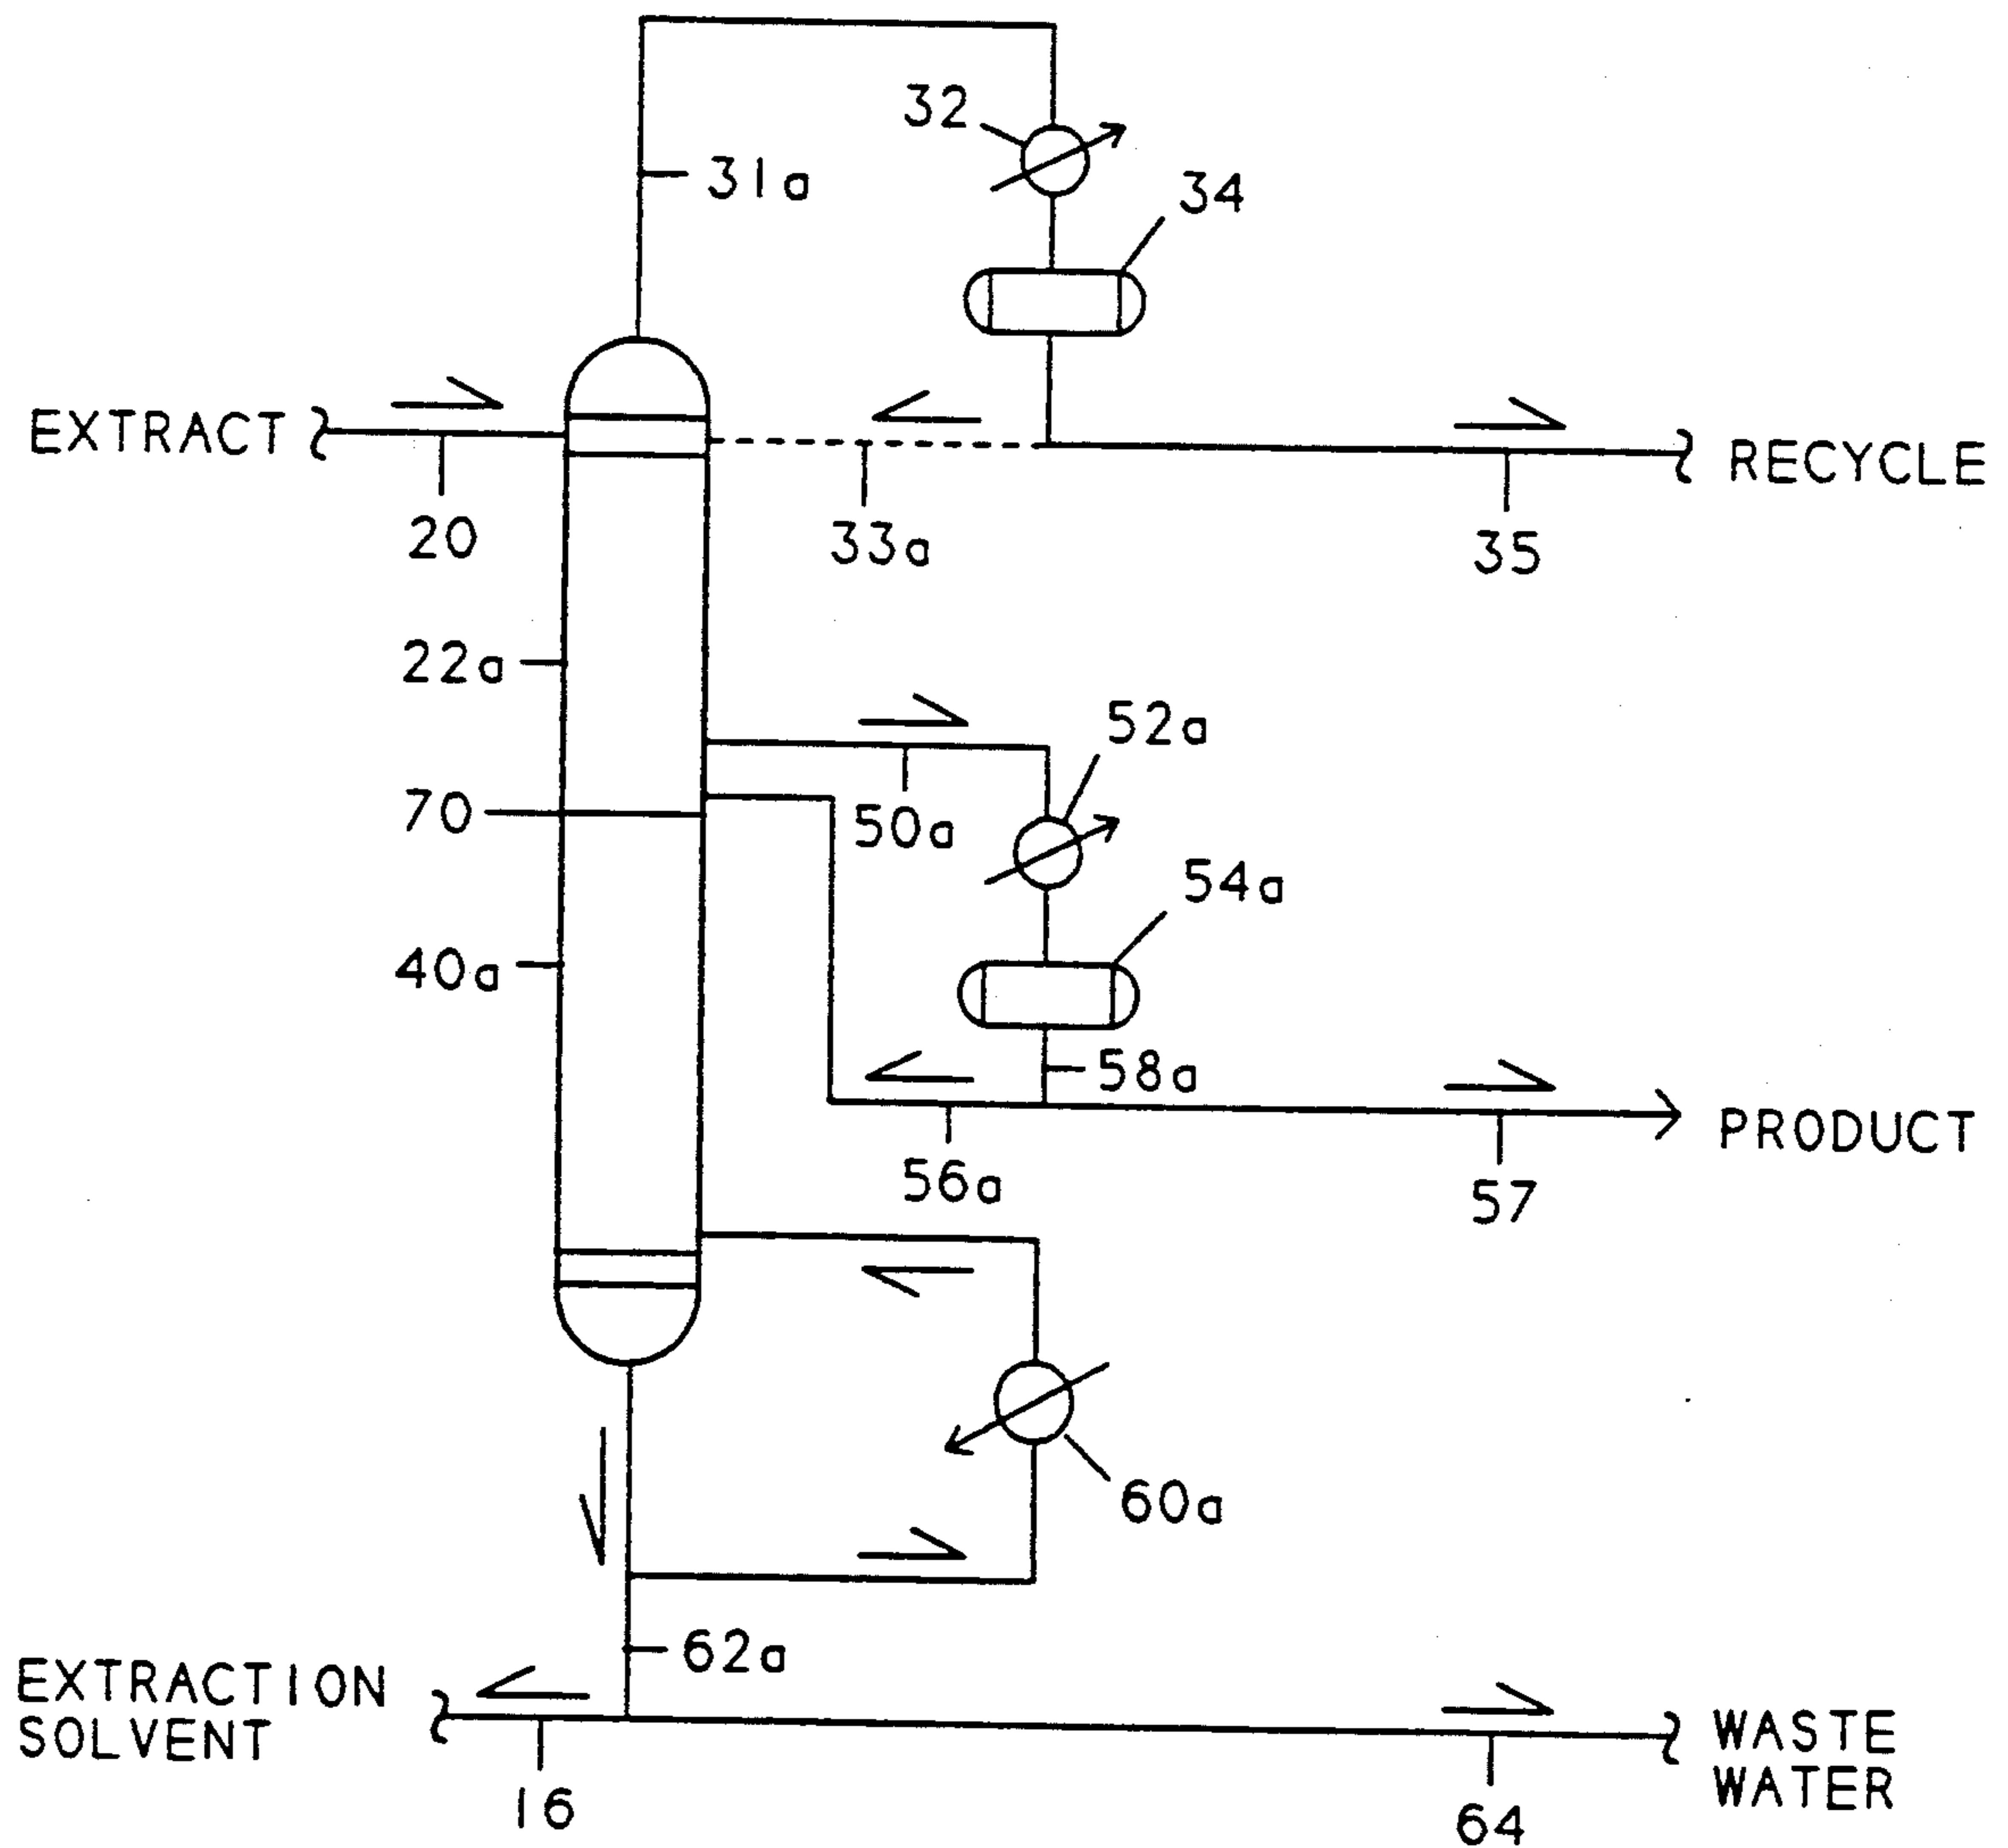 32
31a
34
EXTRACT
RECYCLE
20
33a
35
22a
52a
70
50a
54a
40a
58a
PRODUCT
56a
57
60a
62a
EXTRACTION
SOLVENT
WASTE
WATER
16
64